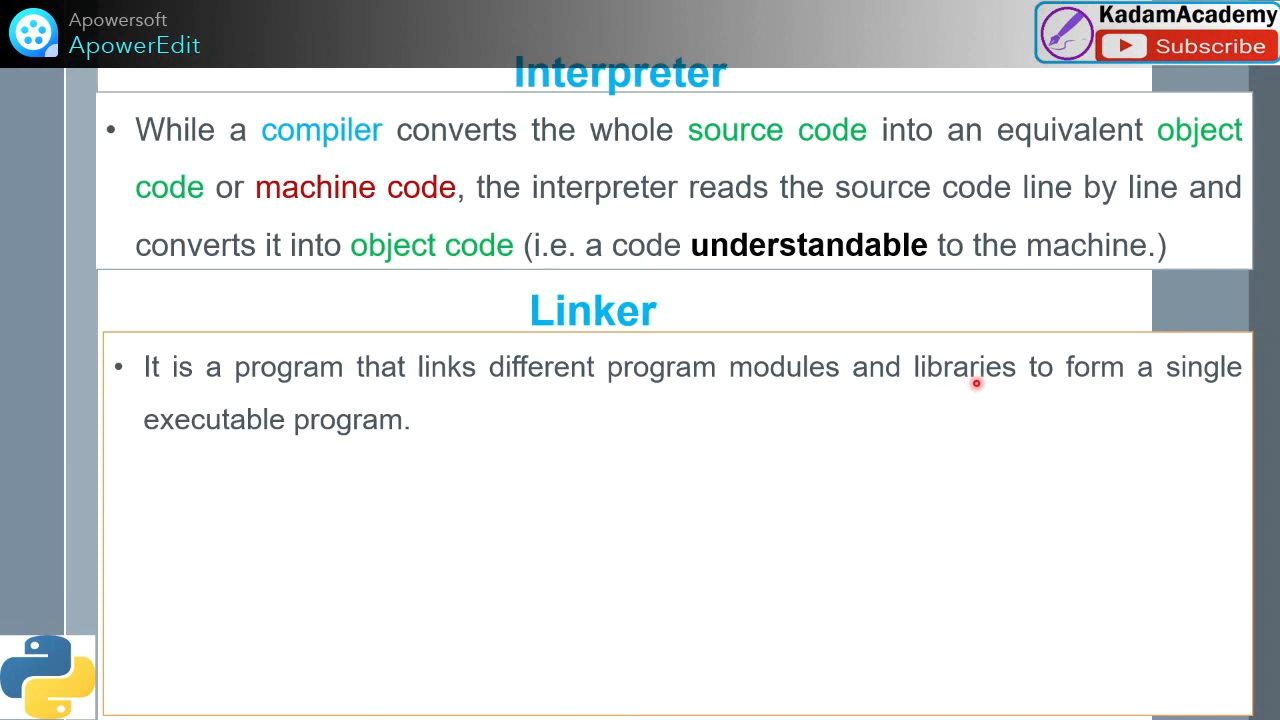 Apowersoft
ApowerEdit
KadamAcademy
Subscribe
Interpreter
• While a compiler converts the whole source code into an equivalent object
code or machine code, the interpreter reads the source code line by line and
converts it into object code (i.e. a code understandable to the machine.)
Linker
• It is a program that links different program modules and libraries to form a single
executable program.